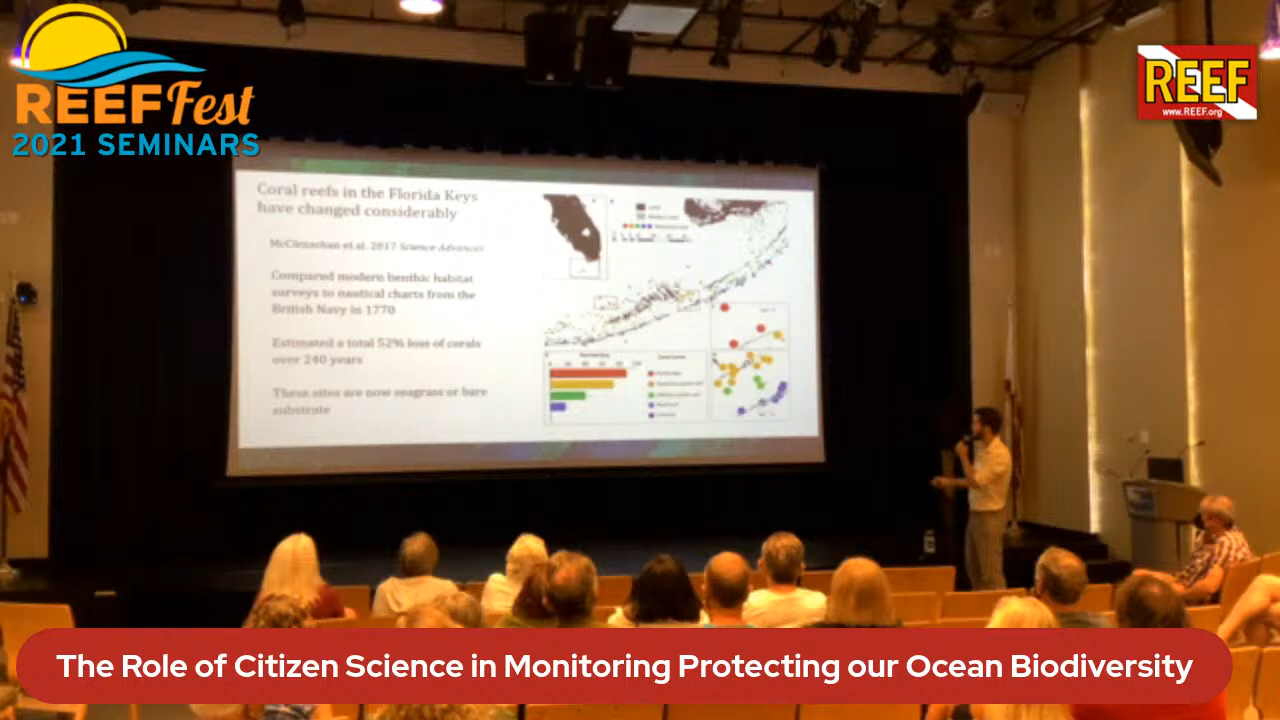 REEF Fest
2021 SEMINARS
REEF
www.REEF.org
Coral reefs in the Florida Keys
have changed considerably
McClenachan et al. 2017 Science Advances
Compared modern benthic habitat
surveys to nautical charts from the
British Navy in 1770
Estimated a total 52% loss of corals
over 240 years
These sites are now seagrass or bare
substrate
The Role of Citizen Science in Monitoring Protecting our Ocean Biodiversity